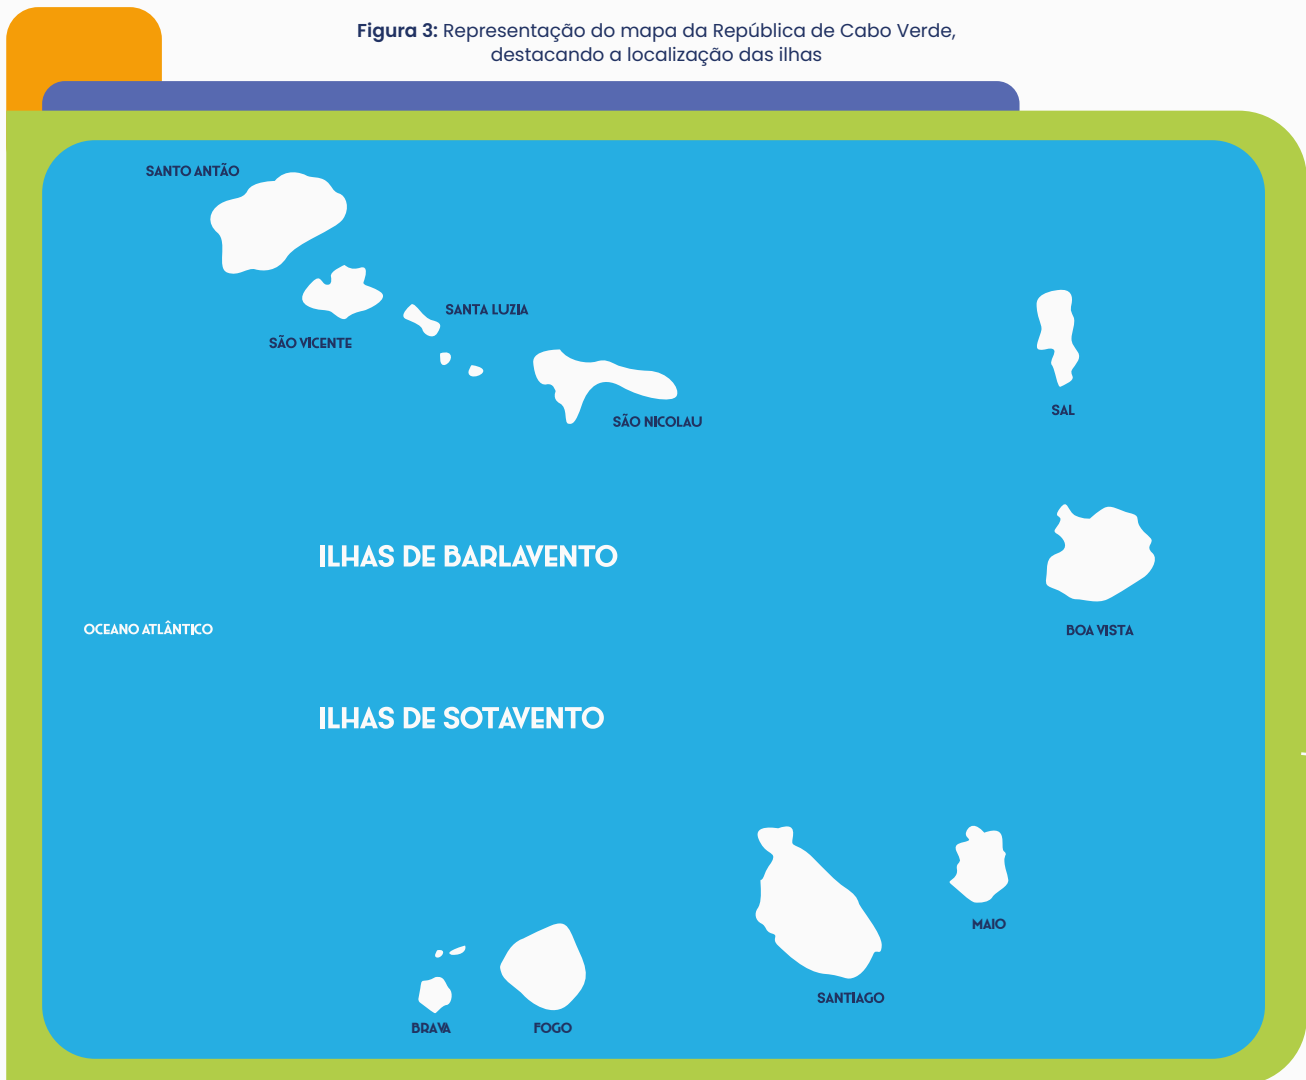 Figura 3: Representação do mapa da República de Cabo Verde,
destacando a localização das ilhas
SANTO ANTÃO
SANTA LUZIA
SÃO VICENTE
SAL
SÃO NICOLAU
ILHAS DE BARLAVENTO
OCEANO ATLÂNTICO
BOA VISTA
ILHAS DE SOTAVENTO
MAIO
SANTIAGO
BRAVA
FOGO